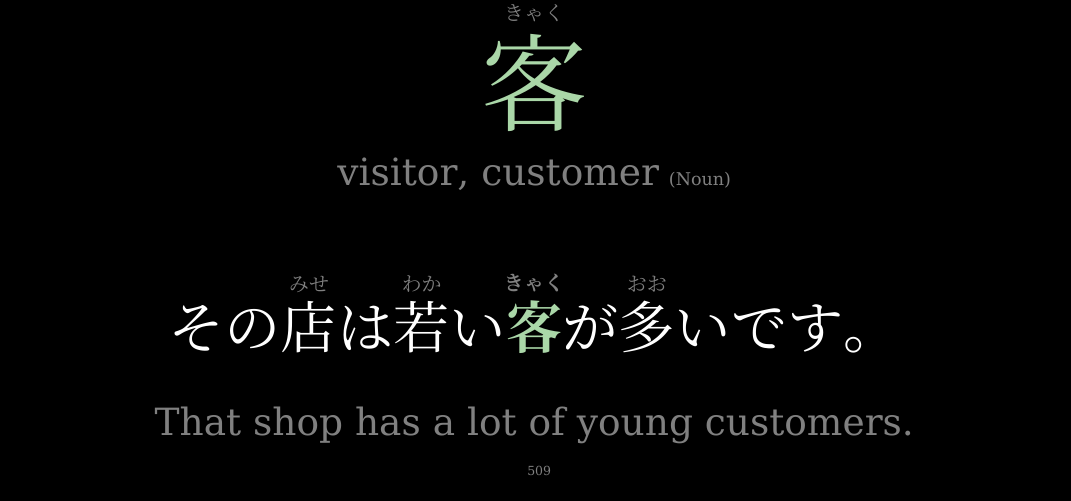 きゃく
客
visitor, customer (Noun)
みせ わか きゃく おお
その店は若い客が多いです。
That shop has a lot of young customers.
509